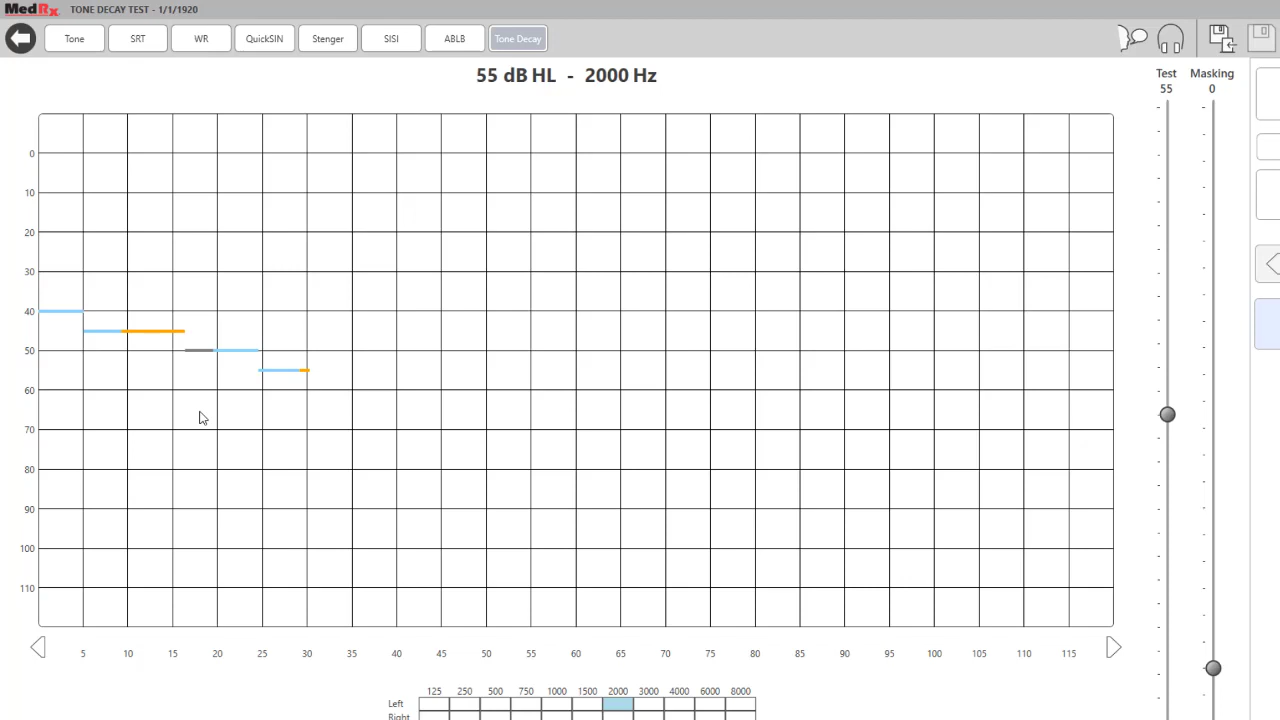 MedRx TONE DECAY TEST - 1/1/1920
Tone SRT WR QuickSIN Stenger SISI ABLB Tone Decay
55 dB HL - 2000 Hz
Test Masking
55 0
0
10
20
30
40
50
60
70
80
90
100
110
5 10 15 20 25 30 35 40 45 50 55 60 65 70 75 80 85 90 95 100 105 110 115
125 250 500 750 1000 1500 2000 3000 4000 6000 8000
Left
Right